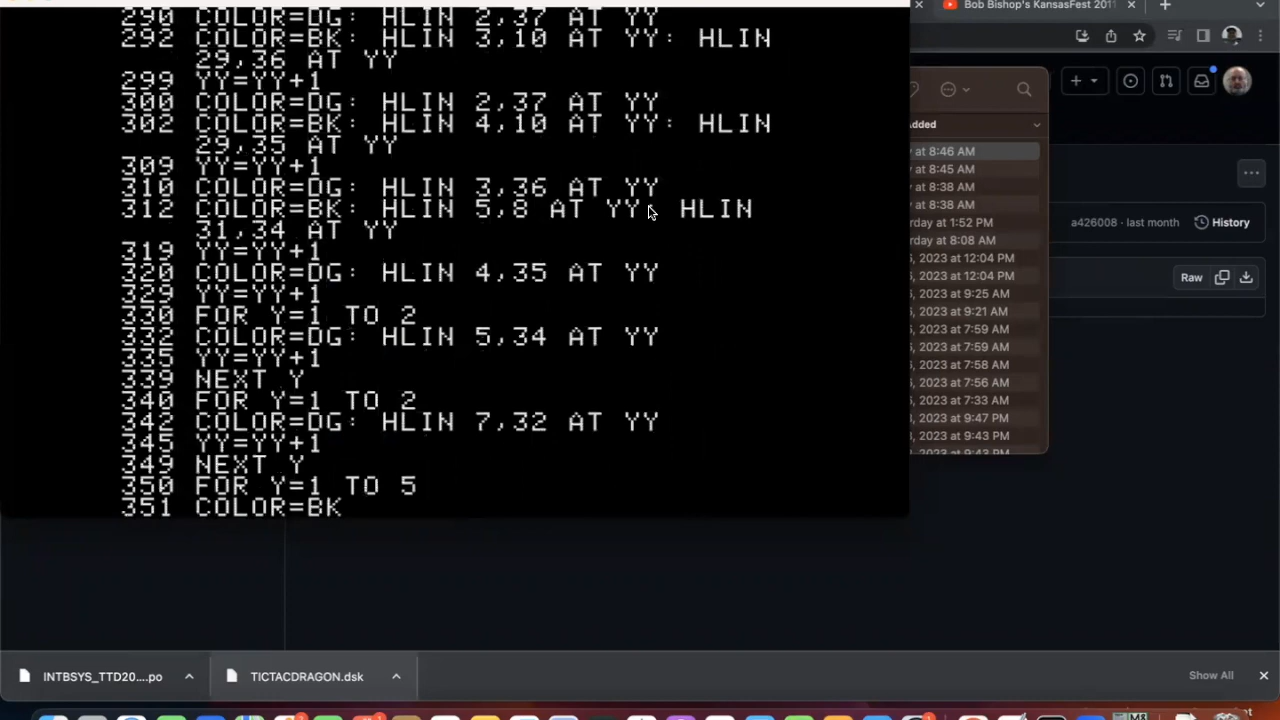 290 COLOR=DG: HLIN 2,37 AT YY
292 COLOR=BK: HLIN 3,10 AT YY: HLIN
29,36 AT YY
299 YY=YY+1
300 COLOR=DG: HLIN 2,37 AT YY
302 COLOR=BK: HLIN 4,10 AT YY: HLIN
29,35 AT YY
309 YY=YY+1
310 COLOR=DG: HLIN 3,36 AT YY
312 COLOR=BK: HLIN 5,8 AT YY: HLIN
31,34 AT YY
319 YY=YY+1
320 COLOR=DG: HLIN 4,35 AT YY
329 YY=YY+1
330 FOR Y=1 TO 2
332 COLOR=DG: HLIN 5,34 AT YY
335 YY=YY+1
339 NEXT Y
340 FOR Y=1 TO 2
342 COLOR=DG: HLIN 7,32 AT YY
345 YY=YY+1
349 NEXT Y
350 FOR Y=1 TO 5
351 COLOR=BK
Bob Bishop's KansasFest 2011
Added
y at 8:46 AM
at 8:45 AM
at 8:38 AM
at 8:38 AM
rday at 1:52 PM
rday at 8:08 AM
, 2023 at 12:04 PM
, 2023 at 12:04 PM
, 2023 at 9:25 AM
, 2023 at 9:21 AM
, 2023 at 7:59 AM
, 2023 at 7:59 AM
, 2023 at 7:58 AM
, 2023 at 7:56 AM
, 2023 at 7:33 AM
, 2023 at 9:47 PM
, 2023 at 9:43 PM
, 2023 at 9:43 PM
a426008 · last month
History
Raw
INTBSYS_TTD20....po
TICTACDRAGON.dsk
Show All